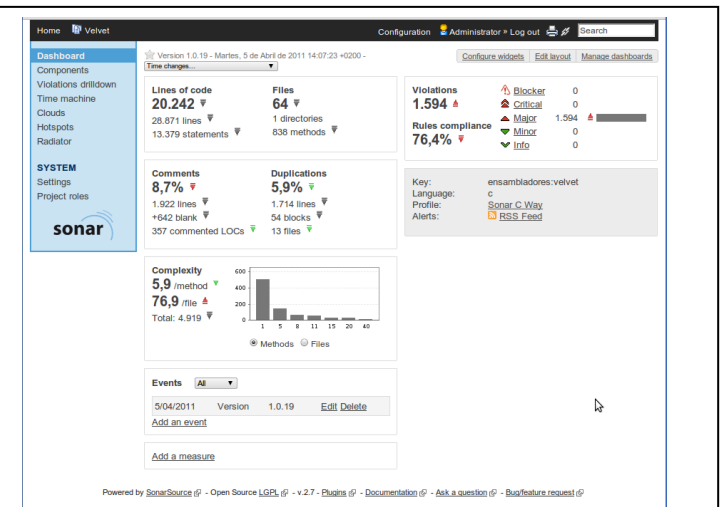 Home Velvet Configuration Administrator » Log out Search
Dashboard
Components
Violations drilldown
Time machine
Clouds
Hotspots
Radiator
SYSTEM
Settings
Project roles
sonar
Version 1.0.19 - Martes, 5 de Abril de 2011 14:07:23 +0200 -
Time changes...
Configure widgets Edit layout Manage dashboards
Lines of code
20.242
28.871 lines
13.379 statements
Files
64
1 directories
838 methods
Comments
8,7%
1.922 lines
+642 blank
357 commented LOCs
Duplications
5,9%
1.714 lines
54 blocks
13 files
Complexity
5,9 /method
76,9 /file
Total: 4.919
600
400
200
0
1 5 8 11 15 20 40
Methods Files
Events All
5/04/2011 Version 1.0.19 Edit Delete
Add an event
Add a measure
Violations
1.594
Rules compliance
76,4%
Blocker 0
Critical 0
Major 1.594
Minor 0
Info 0
Key: ensambladores:velvet
Language: c
Profile: Sonar C Way
Alerts: RSS Feed
Powered by SonarSource - Open Source LGPL - v.2.7 - Plugins - Documentation - Ask a question - Bug/feature request